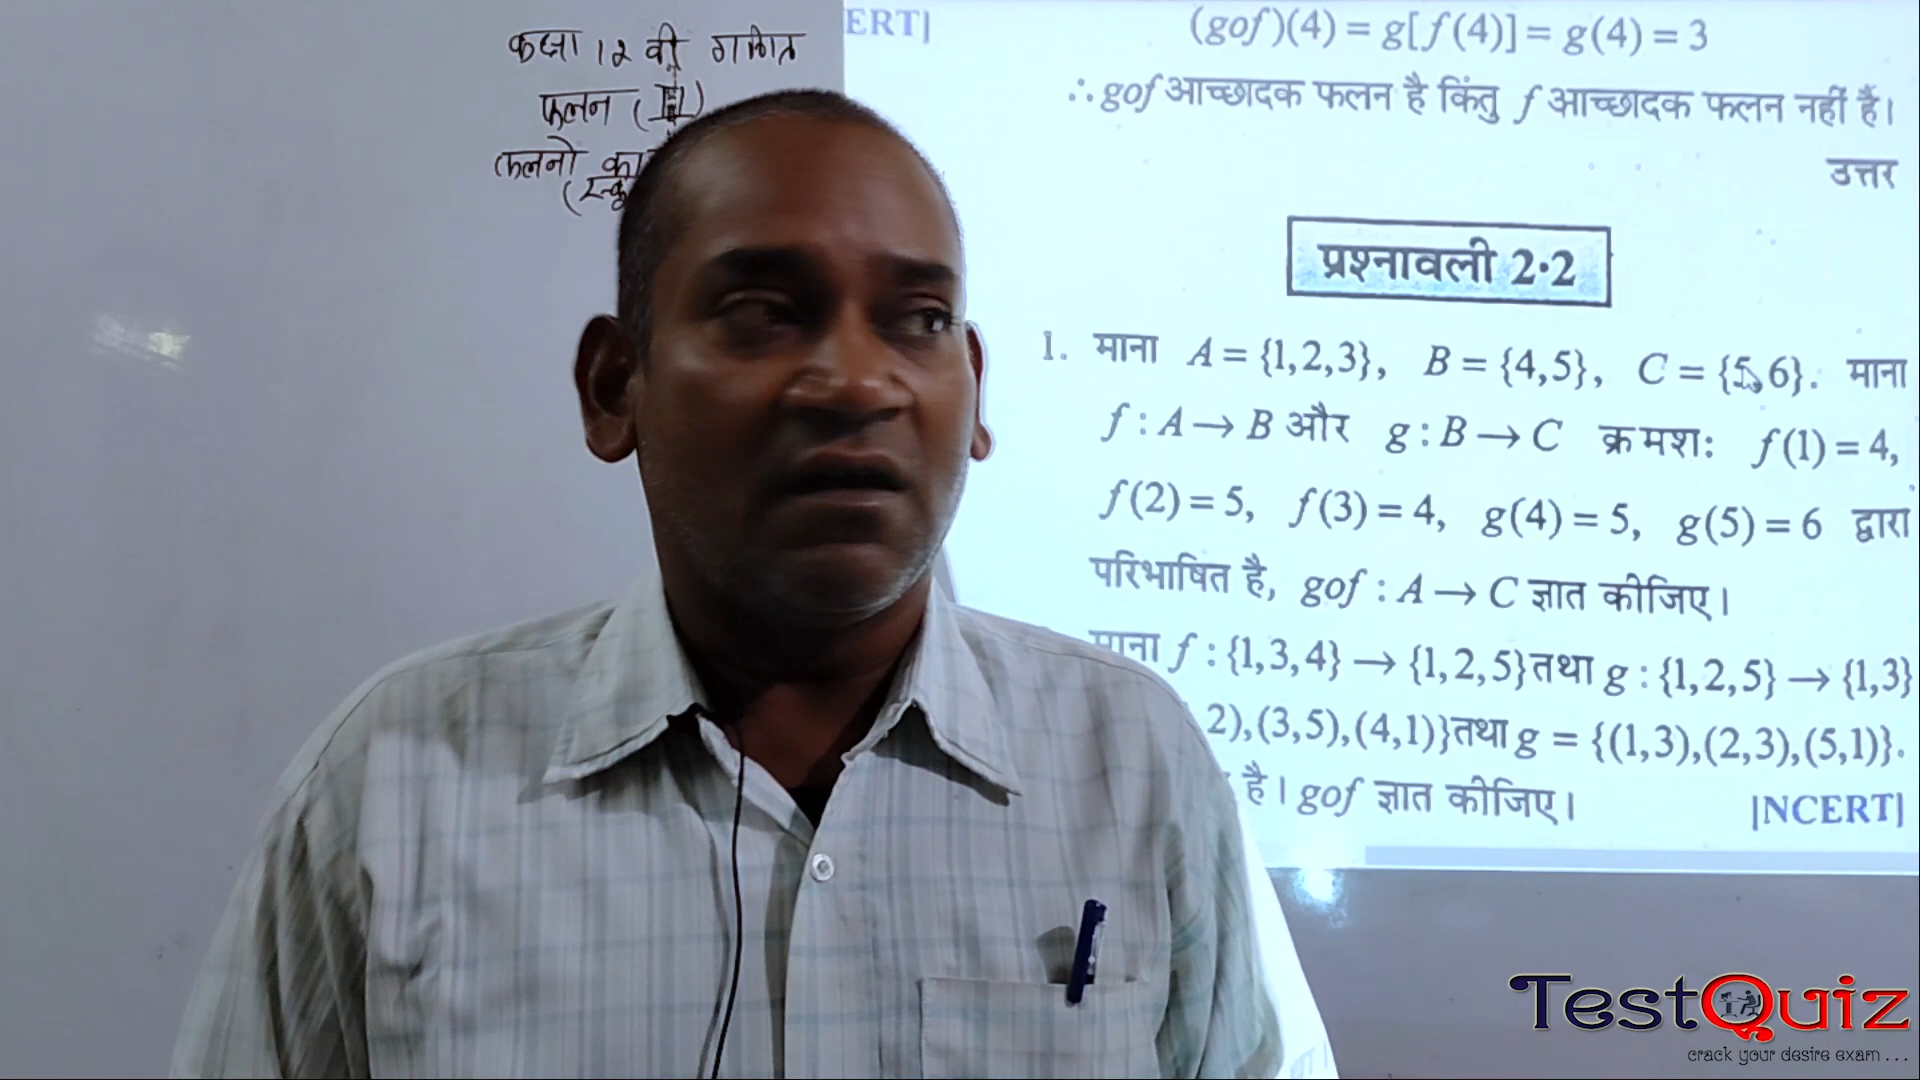 कक्षा 12 वी गणित
फलन (III)
फलनो का
ERT]
(gof)(4) = g[f(4)] = g(4) = 3
∴ gof आच्छादक फलन है किंतु f आच्छादक फलन नहीं है।
उत्तर
प्रश्नावली 2·2
1. माना A = {1,2,3}, B = {4,5}, C = {5,6}. माना
f : A → B और g : B → C क्रमशः f(1) = 4,
f(2) = 5, f(3) = 4, g(4) = 5, g(5) = 6 द्वारा
परिभाषित है, gof : A → C ज्ञात कीजिए।
माना f : {1,3,4} → {1,2,5} तथा g : {1,2,5} → {1,3}
2),(3,5),(4,1)} तथा g = {(1,3),(2,3),(5,1)}.
है। gof ज्ञात कीजिए। [NCERT]
TestQuiz
crack your desire exam . . .